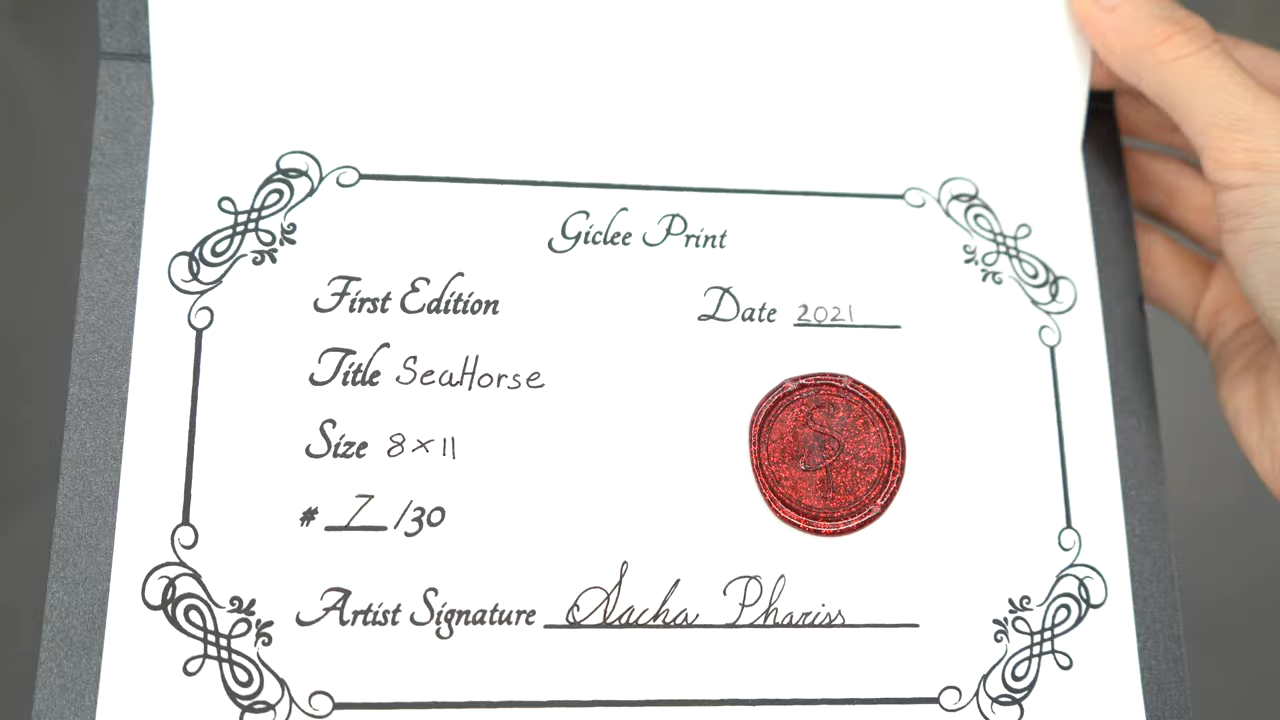 Giclee Print
First Edition
Date 2021
Title SeaHorse
Size 8×11
# 7/30
Artist Signature Sacha Phariss